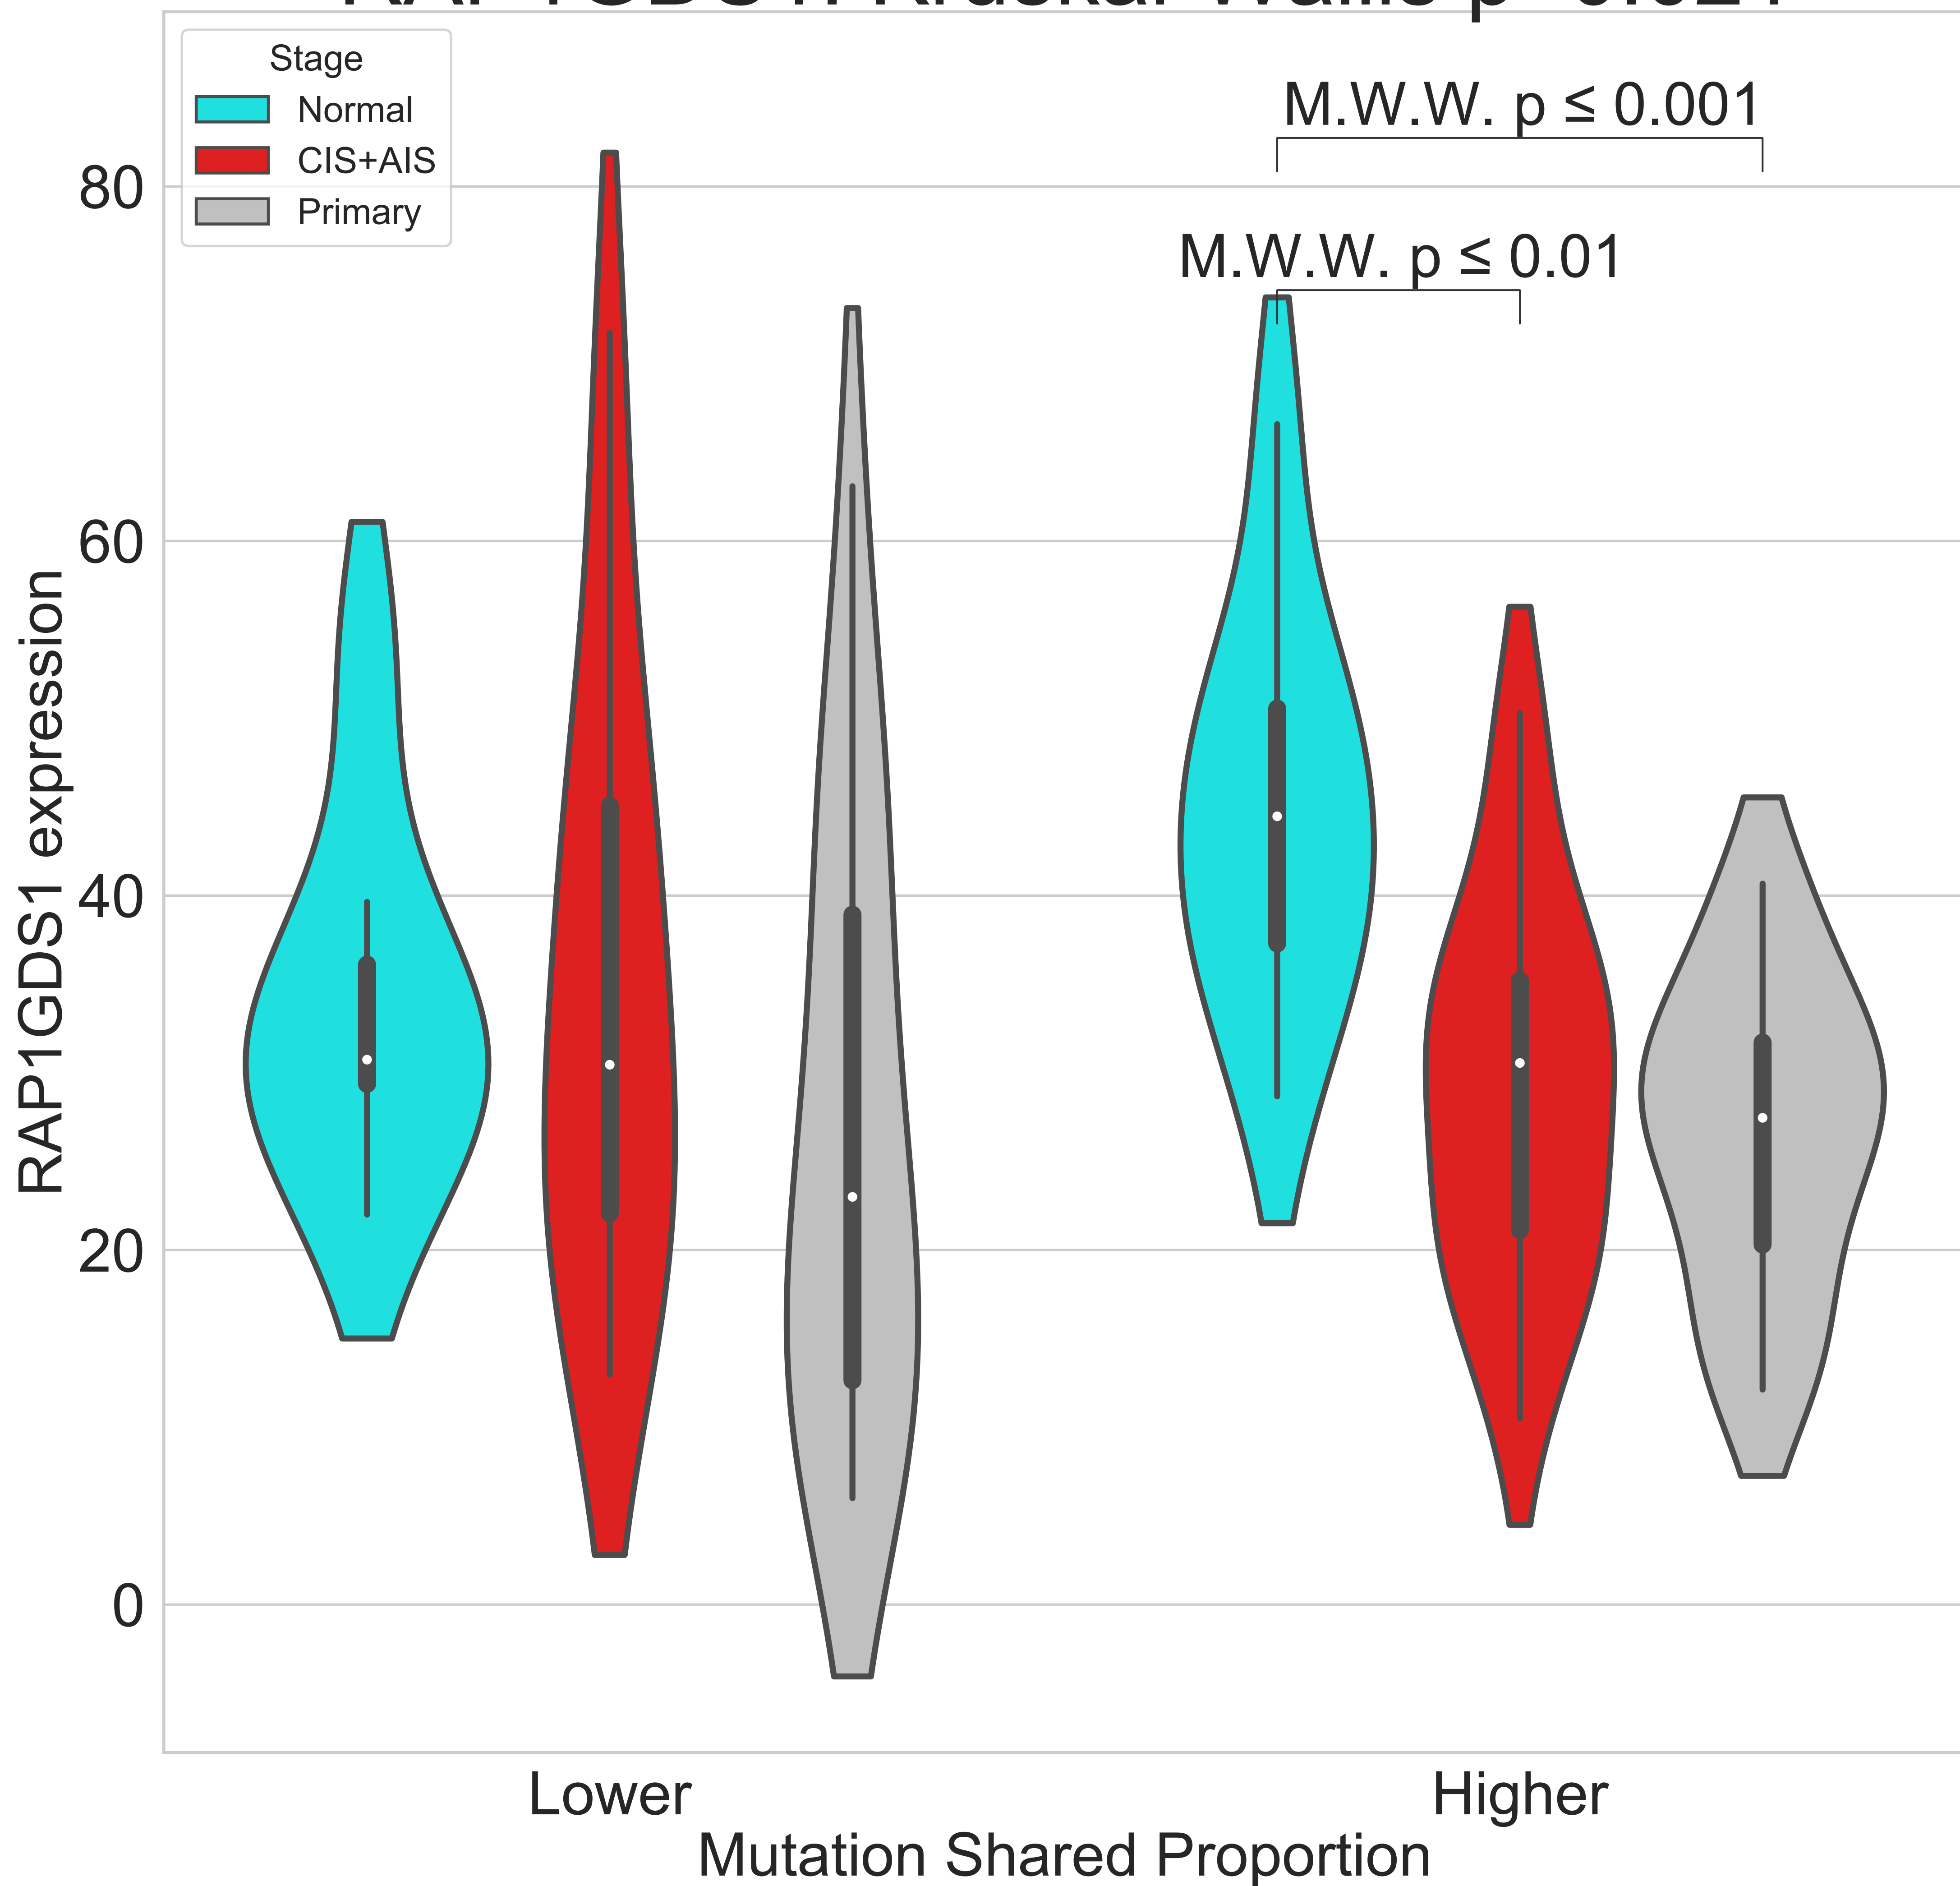 Stage
Normal
CIS+AIS
Primary
M.W.W. p ≤ 0.001
M.W.W. p ≤ 0.01
80
60
40
20
0
RAP1GDS1 expression
Lower
Higher
Mutation Shared Proportion